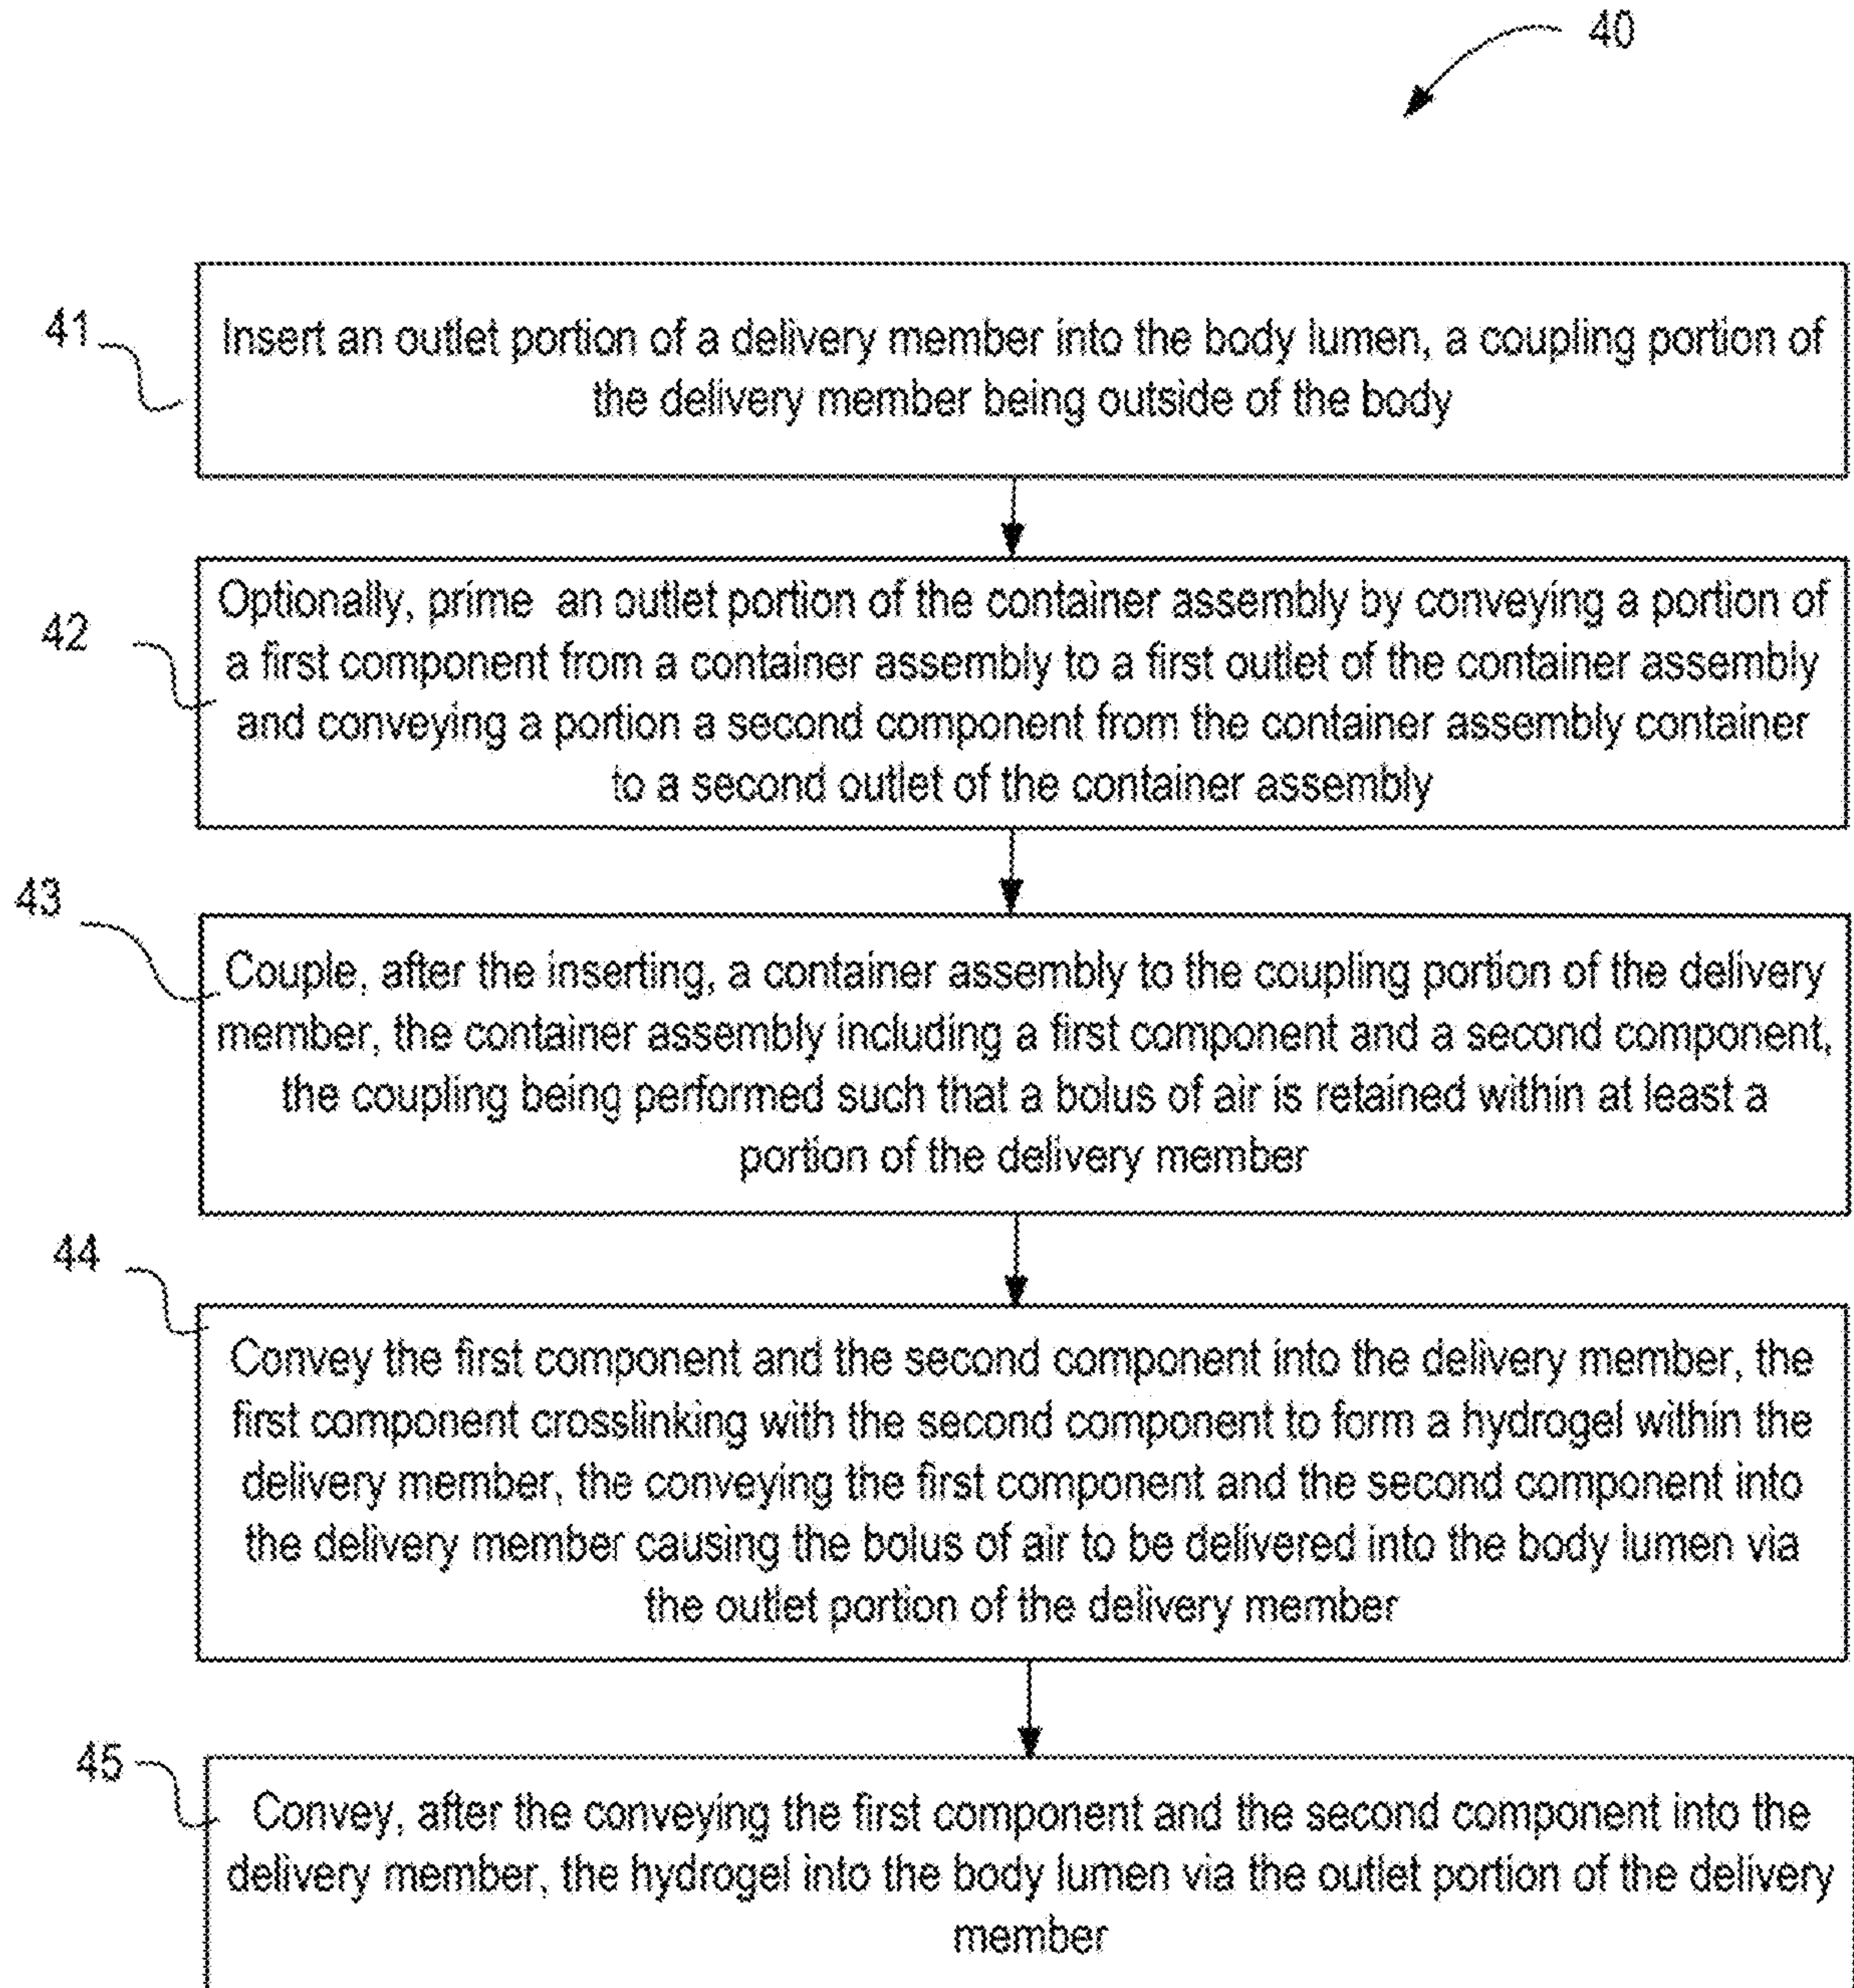 40
41
Insert an outlet portion of a delivery member into the body lumen, a coupling portion of
the delivery member being outside of the body
42
Optionally, prime an outlet portion of the container assembly by conveying a portion of
a first component from a container assembly to a first outlet of the container assembly
and conveying a portion a second component from the container assembly container
to a second outlet of the container assembly
43
Couple, after the inserting, a container assembly to the coupling portion of the delivery
member, the container assembly including a first component and a second component,
the coupling being performed such that a bolus of air is retained within at least a
portion of the delivery member
44
Convey the first component and the second component into the delivery member, the
first component crosslinking with the second component to form a hydrogel within the
delivery member, the conveying the first component and the second component into
the delivery member causing the bolus of air to be delivered into the body lumen via
the outlet portion of the delivery member
45
Convey, after the conveying the first component and the second component into the
delivery member, the hydrogel into the body lumen via the outlet portion of the delivery
member